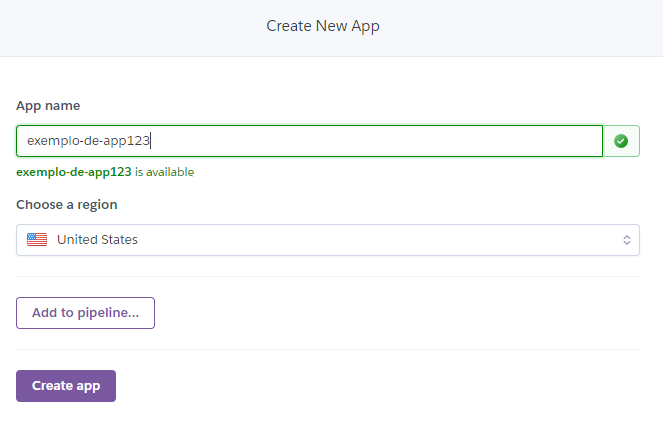 Create New App
App name
exemplo-de-app123
exemplo-de-app123 is available
Choose a region
United States
Add to pipeline...
Create app